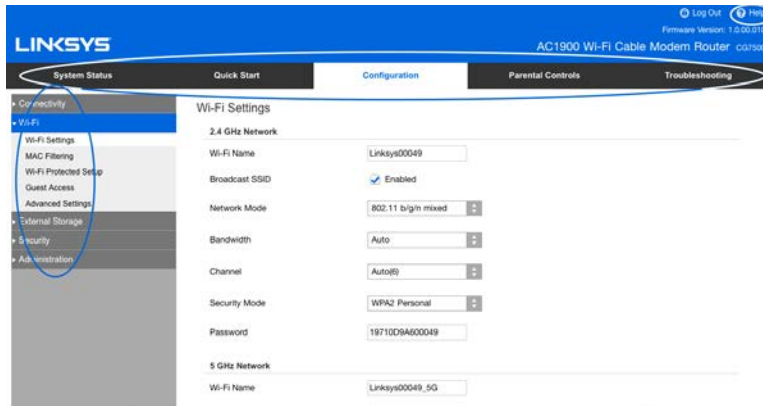 Log Out Help
Firmware Version: 1.0.00.010
LINKSYS
AC1900 Wi-Fi Cable Modem Router CG7500
System Status Quick Start Configuration Parental Controls Troubleshooting
Connectivity
Wi-Fi
Wi-Fi Settings
MAC Filtering
Wi-Fi Protected Setup
Guest Access
Advanced Settings
External Storage
Security
Administration
Wi-Fi Settings
2.4 GHz Network
Wi-Fi Name Linksys00049
Broadcast SSID Enabled
Network Mode 802.11 b/g/n mixed
Bandwidth Auto
Channel Auto(6)
Security Mode WPA2 Personal
Password 19710D9A600049
5 GHz Network
Wi-Fi Name Linksys00049_5G